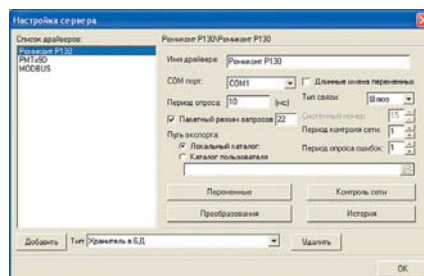 Настройка сервера
Список драйверов:
Ремиконт Р130
РМТ59D
MODBUS
Ремиконт Р130\Ремиконт Р130
Имя драйвера: Ремиконт Р130
COM порт: COM1
Длинные имена переменных
Период опроса: 10 (мс)
Тип связи: Шлюз
Пакетный режим запросов 22
Системный номер: 15
Период контроля сети: 1
Путь экспорта:
Локальный каталог:
Период опроса ошибок: 1
Каталог пользователя
Переменные
Контроль сети
Преобразования
История
Добавить Тип: Хранитель в БД Удалить
OK